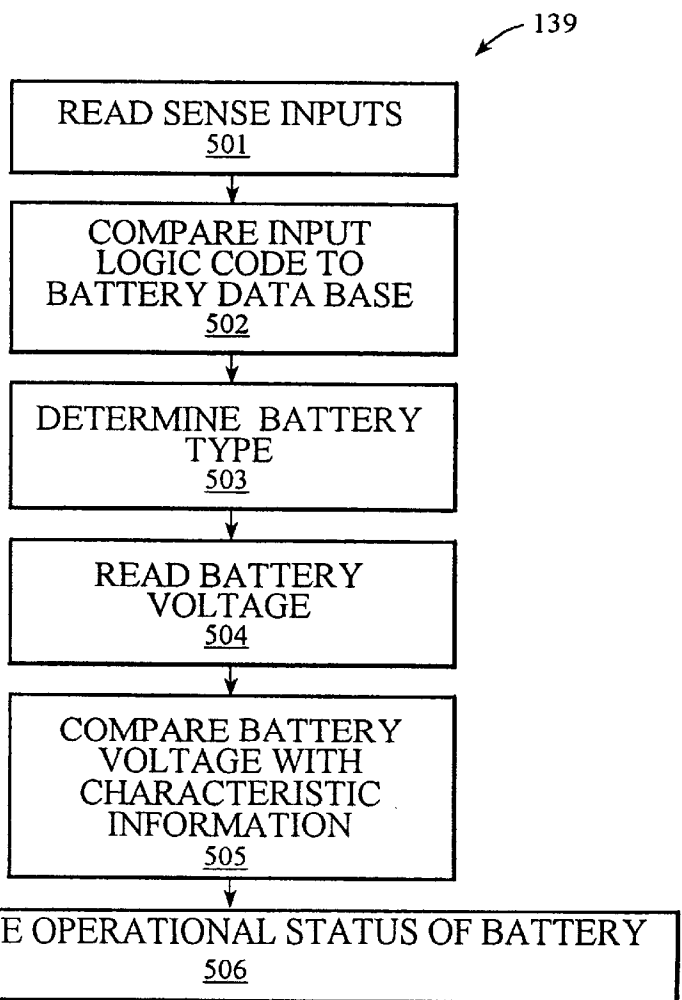 139
READ SENSE INPUTS
501
COMPARE INPUT
LOGIC CODE TO
BATTERY DATA BASE
502
DETERMINE BATTERY
TYPE
503
READ BATTERY
VOLTAGE
504
COMPARE BATTERY
VOLTAGE WITH
CHARACTERISTIC
INFORMATION
505
E OPERATIONAL STATUS OF BATTERY
506